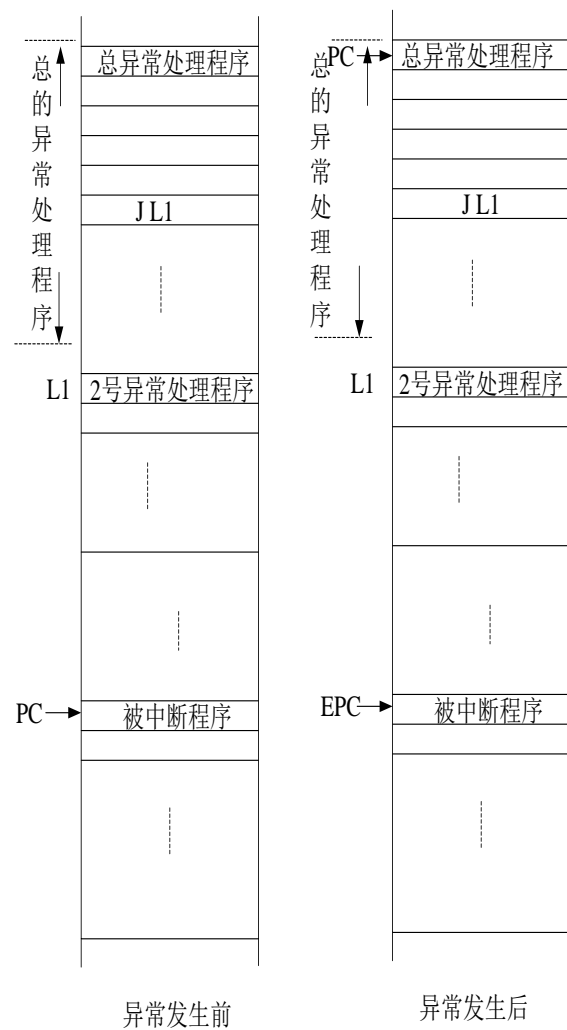 总的异常处理程序
总异常处理程序
J L1
L1
2号异常处理程序
PC
被中断程序
异常发生前
总的异常处理程序
PC
总异常处理程序
J L1
L1
2号异常处理程序
EPC
被中断程序
异常发生后